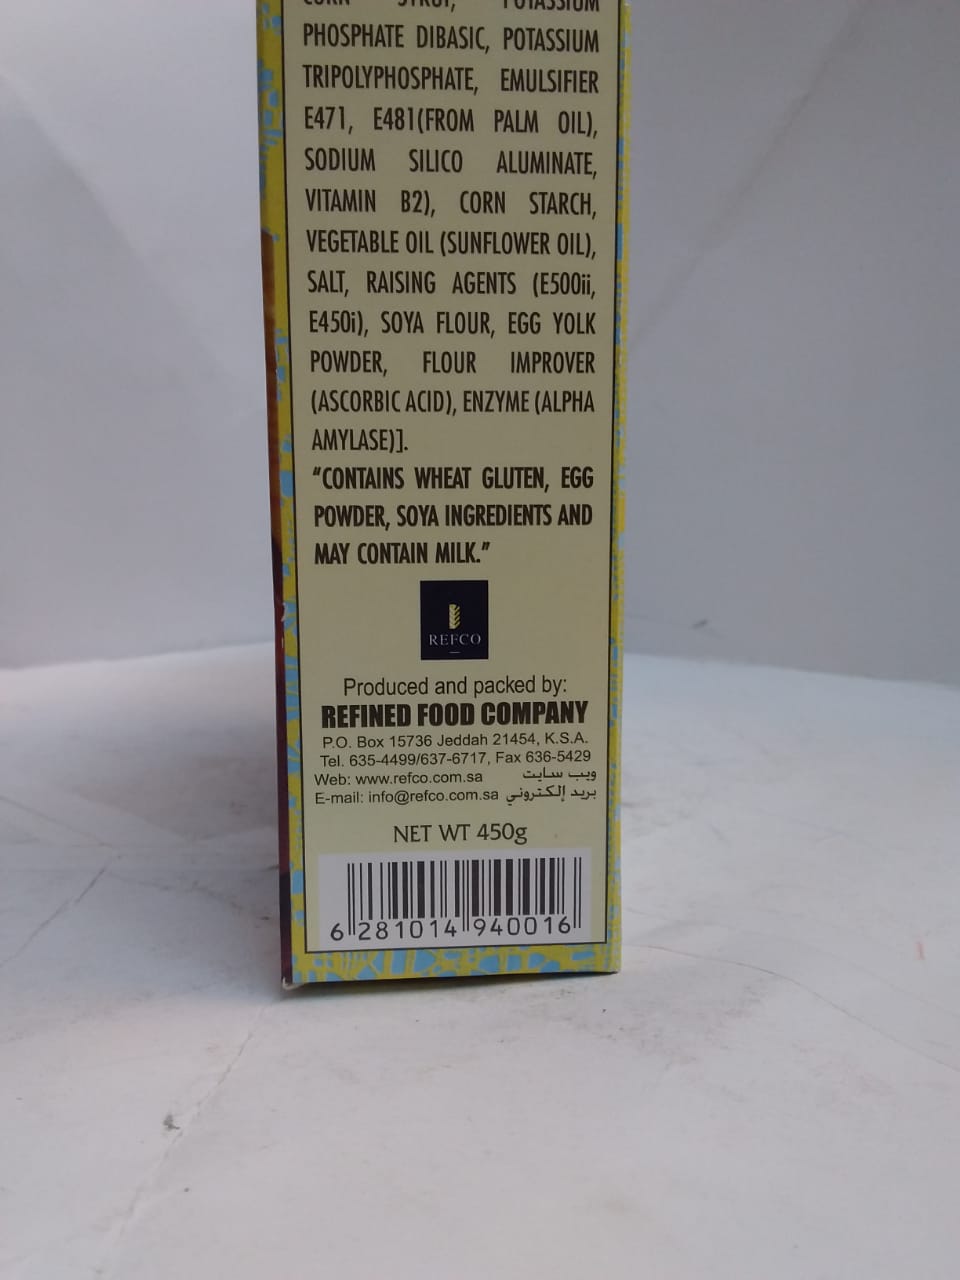 CORN SYRUP, POTASSIUM
PHOSPHATE DIBASIC, POTASSIUM
TRIPOLYPHOSPHATE, EMULSIFIER
E471, E481(FROM PALM OIL),
SODIUM SILICO ALUMINATE,
VITAMIN B2), CORN STARCH,
VEGETABLE OIL (SUNFLOWER OIL),
SALT, RAISING AGENTS (E500ii,
E450i), SOYA FLOUR, EGG YOLK
POWDER, FLOUR IMPROVER
(ASCORBIC ACID), ENZYME (ALPHA
AMYLASE)].
“CONTAINS WHEAT GLUTEN, EGG
POWDER, SOYA INGREDIENTS AND
MAY CONTAIN MILK.”
REFCO
Produced and packed by:
REFINED FOOD COMPANY
P.O. Box 15736 Jeddah 21454, K.S.A.
Tel. 635-4499/637-6717, Fax 636-5429
Web: www.refco.com.sa ويب سايت
E-mail: info@refco.com.sa بريد إلكتروني
NET WT 450g
6 281014 940016